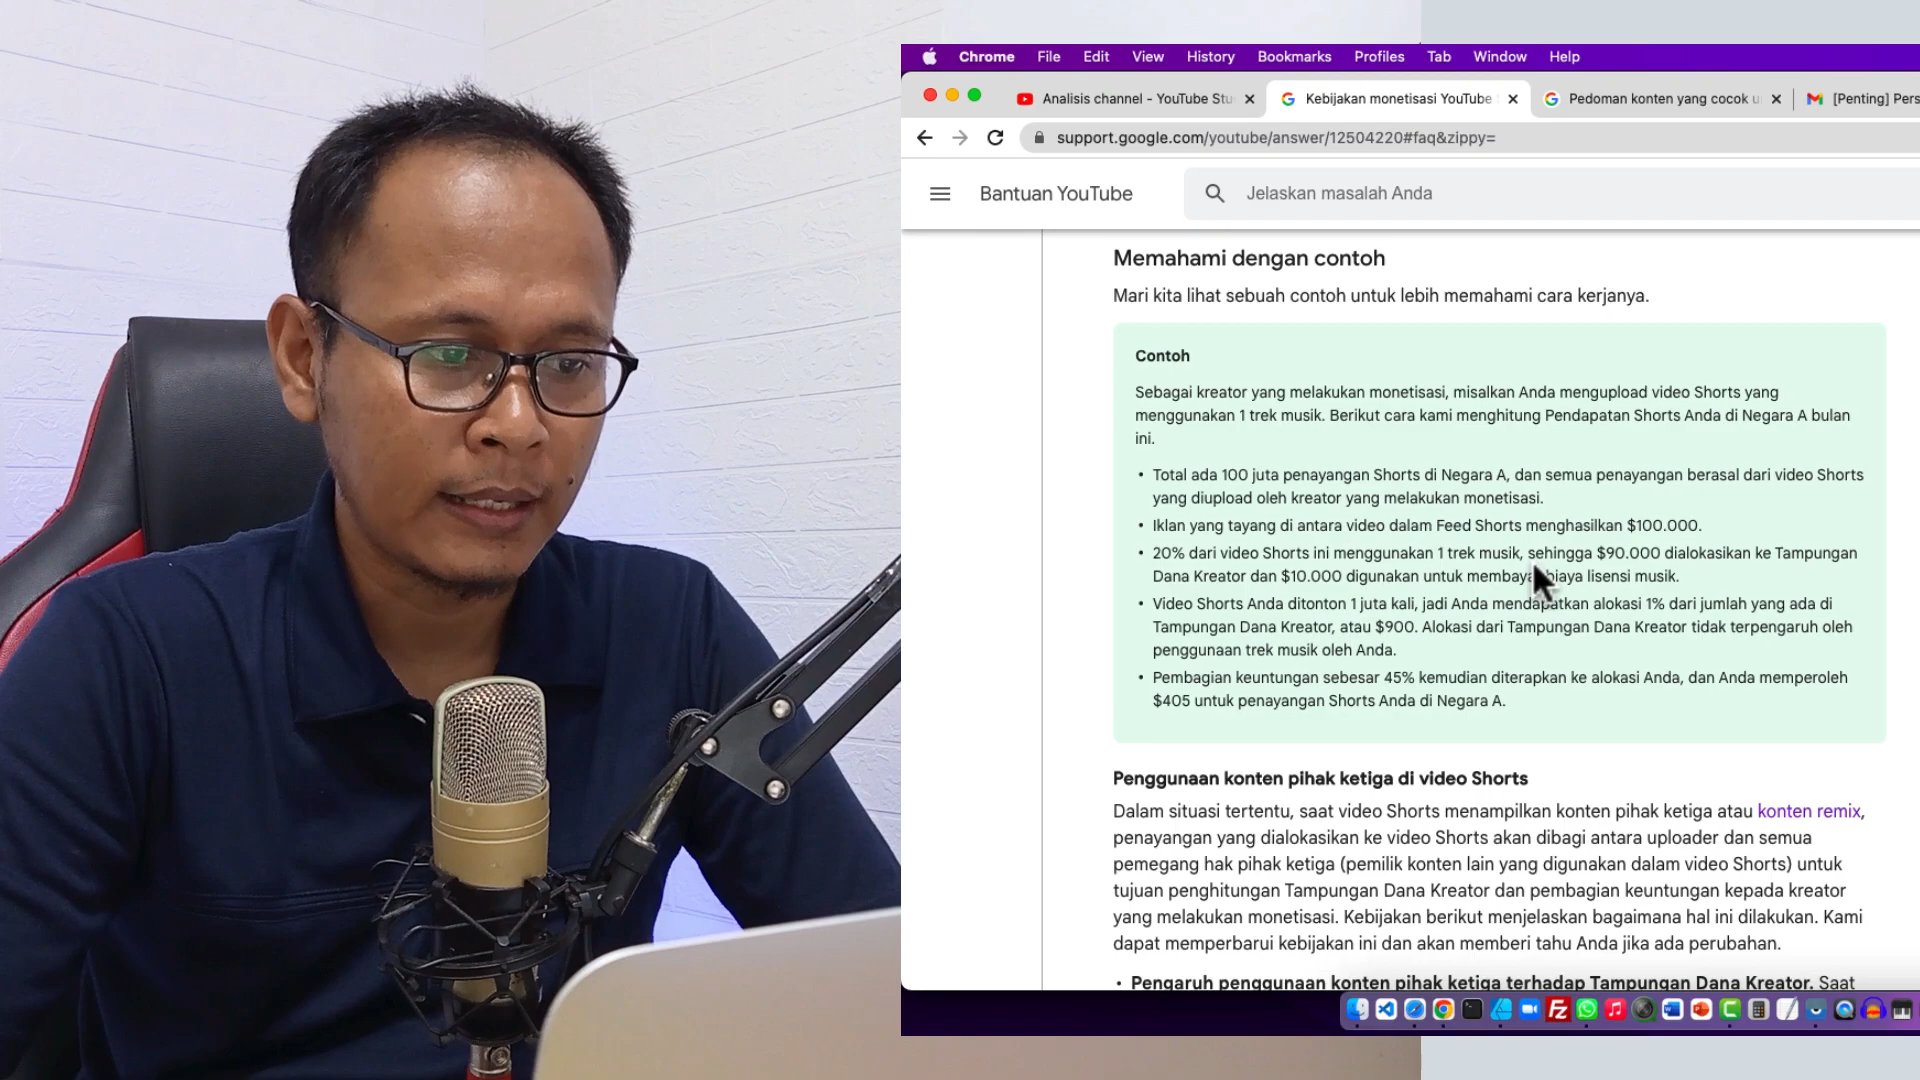 Chrome File Edit View History Bookmarks Profiles Tab Window Help
Analisis channel - YouTube Stu
Kebijakan monetisasi YouTube
Pedoman konten yang cocok u
[Penting] Pers
support.google.com/youtube/answer/12504220#faq&zippy=
Bantuan YouTube
Jelaskan masalah Anda
Memahami dengan contoh
Mari kita lihat sebuah contoh untuk lebih memahami cara kerjanya.
Contoh
Sebagai kreator yang melakukan monetisasi, misalkan Anda mengupload video Shorts yang
menggunakan 1 trek musik. Berikut cara kami menghitung Pendapatan Shorts Anda di Negara A bulan
ini.
• Total ada 100 juta penayangan Shorts di Negara A, dan semua penayangan berasal dari video Shorts
yang diupload oleh kreator yang melakukan monetisasi.
• Iklan yang tayang di antara video dalam Feed Shorts menghasilkan $100.000.
• 20% dari video Shorts ini menggunakan 1 trek musik, sehingga $90.000 dialokasikan ke Tampungan
Dana Kreator dan $10.000 digunakan untuk membayar biaya lisensi musik.
• Video Shorts Anda ditonton 1 juta kali, jadi Anda mendapatkan alokasi 1% dari jumlah yang ada di
Tampungan Dana Kreator, atau $900. Alokasi dari Tampungan Dana Kreator tidak terpengaruh oleh
penggunaan trek musik oleh Anda.
• Pembagian keuntungan sebesar 45% kemudian diterapkan ke alokasi Anda, dan Anda memperoleh
$405 untuk penayangan Shorts Anda di Negara A.
Penggunaan konten pihak ketiga di video Shorts
Dalam situasi tertentu, saat video Shorts menampilkan konten pihak ketiga atau konten remix,
penayangan yang dialokasikan ke video Shorts akan dibagi antara uploader dan semua
pemegang hak pihak ketiga (pemilik konten lain yang digunakan dalam video Shorts) untuk
tujuan penghitungan Tampungan Dana Kreator dan pembagian keuntungan kepada kreator
yang melakukan monetisasi. Kebijakan berikut menjelaskan bagaimana hal ini dilakukan. Kami
dapat memperbarui kebijakan ini dan akan memberi tahu Anda jika ada perubahan.
• Pengaruh penggunaan konten pihak ketiga terhadap Tampungan Dana Kreator. Saat